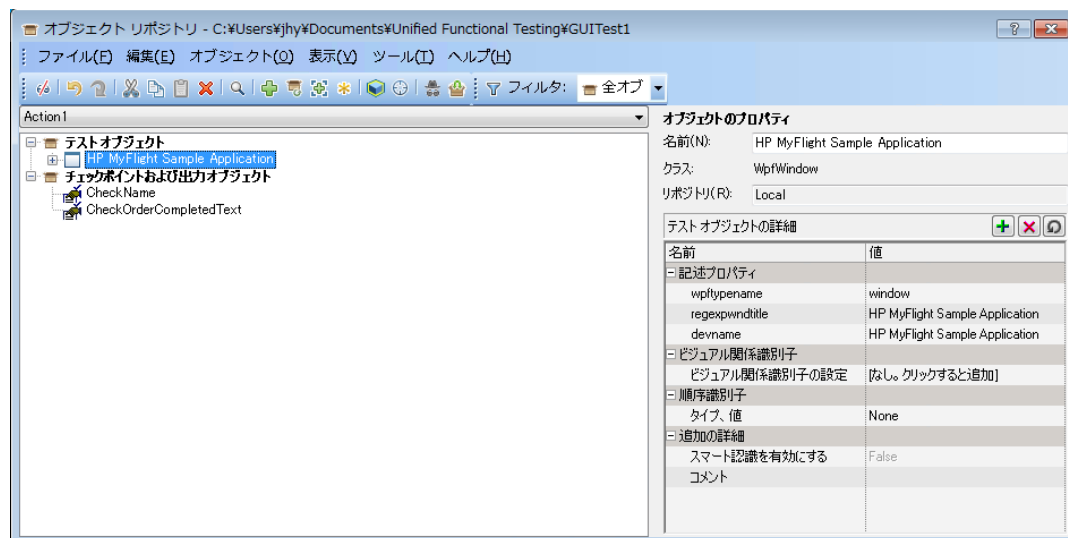 オブジェクト リポジトリ - C:¥Users¥jhy¥Documents¥Unified Functional Testing¥GUITest1
ファイル(F) 編集(E) オブジェクト(O) 表示(V) ツール(T) ヘルプ(H)
フィルタ: 全オブ
Action1
テストオブジェクト
HP MyFlight Sample Application
チェックポイントおよび出力オブジェクト
CheckName
CheckOrderCompletedText
オブジェクトのプロパティ
名前(N): HP MyFlight Sample Application
クラス: WpfWindow
リポジトリ(R): Local
テスト オブジェクトの詳細
名前 値
記述プロパティ
wpftypename window
regexpwndtitle HP MyFlight Sample Application
devname HP MyFlight Sample Application
ビジュアル関係識別子
ビジュアル関係識別子の設定 [なし。クリックすると追加]
順序識別子
タイプ、値 None
追加の詳細
スマート認識を有効にする False
コメント